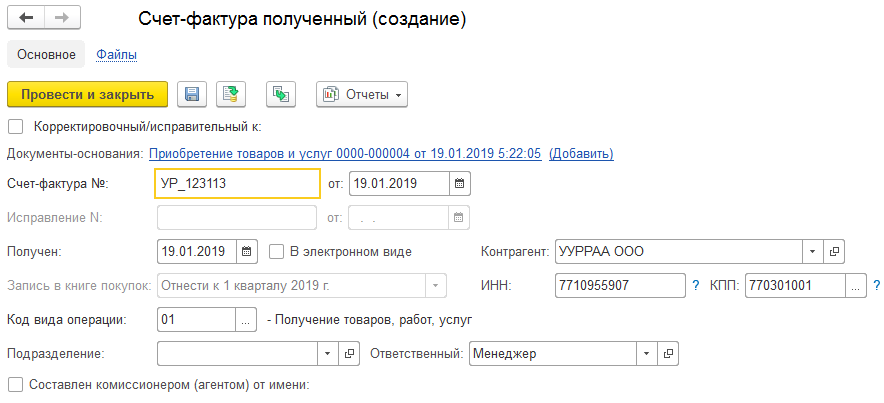 Счет-фактура полученный (создание)
Основное Файлы
Провести и закрыть Отчеты
Корректировочный/исправительный к:
Документы-основания: Приобретение товаров и услуг 0000-000004 от 19.01.2019 5:22:05 (Добавить)
Счет-фактура №: УР_123113 от: 19.01.2019
Исправление N: от: . .
Получен: 19.01.2019 В электронном виде Контрагент: УУРРАА ООО
Запись в книге покупок: Отнести к 1 кварталу 2019 г. ИНН: 7710955907 ? КПП: 770301001 ... ?
Код вида операции: 01 ... - Получение товаров, работ, услуг
Подразделение: Ответственный: Менеджер
Составлен комиссионером (агентом) от имени: